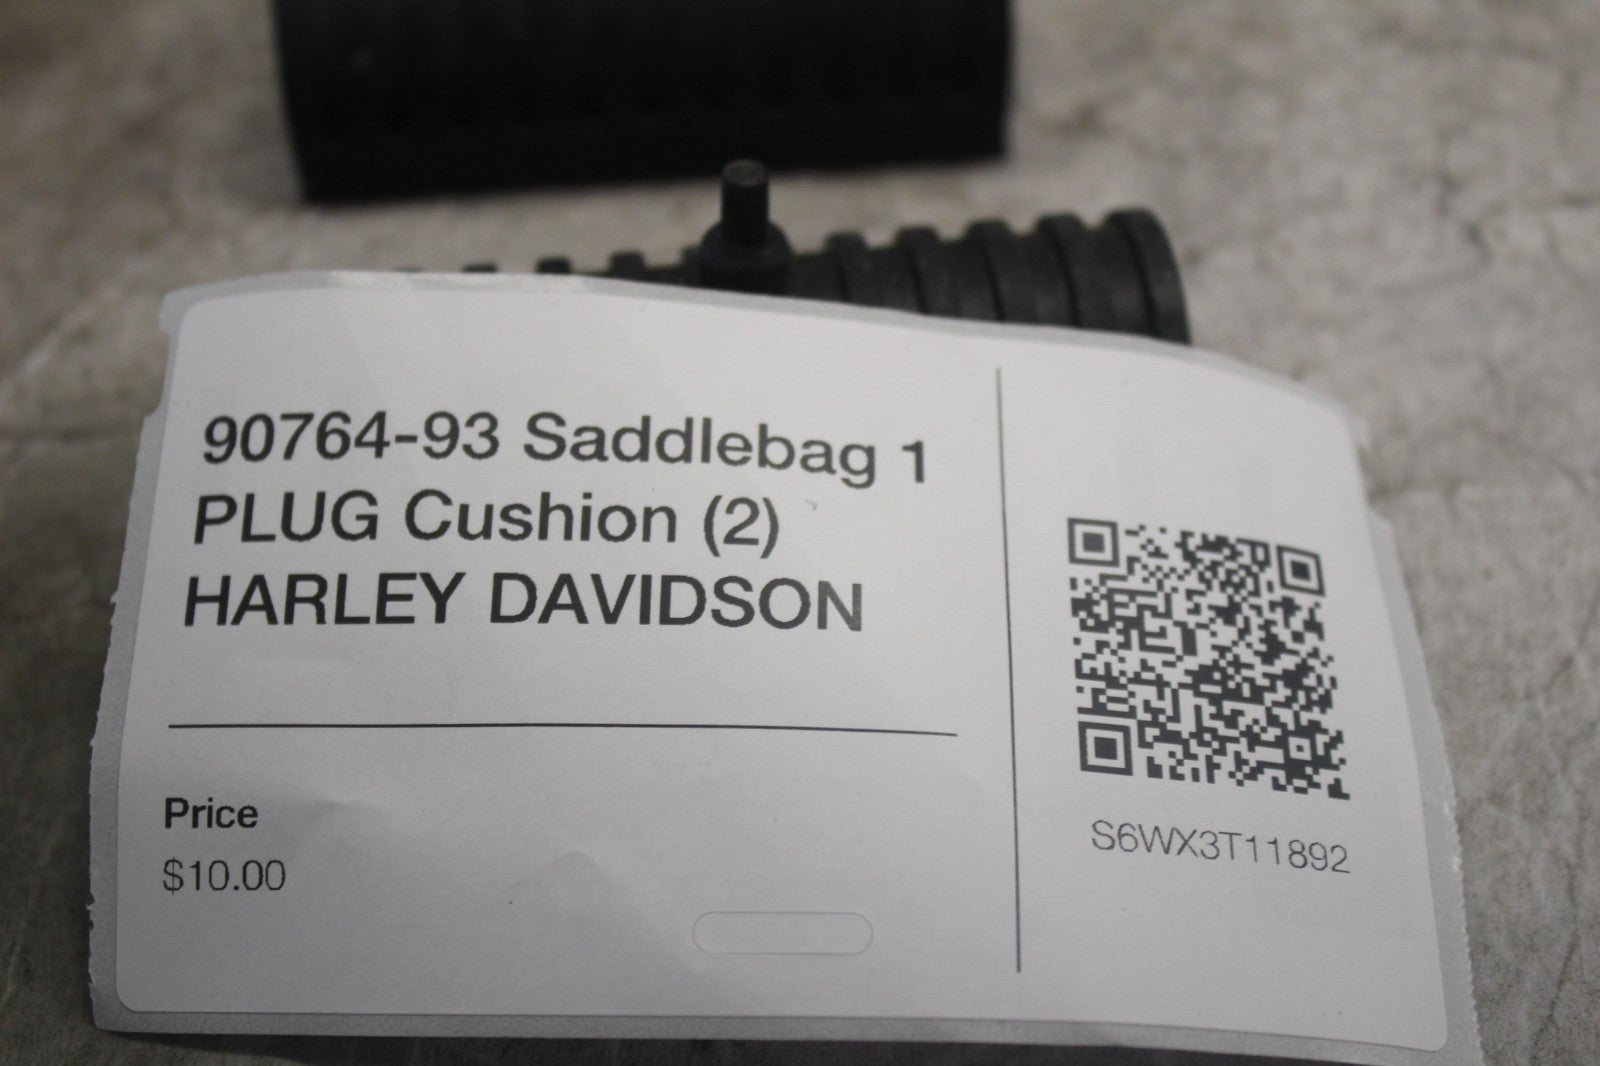 90764-93 Saddlebag 1
PLUG Cushion (2)
HARLEY DAVIDSON
Price
$10.00
S6WX3T11892